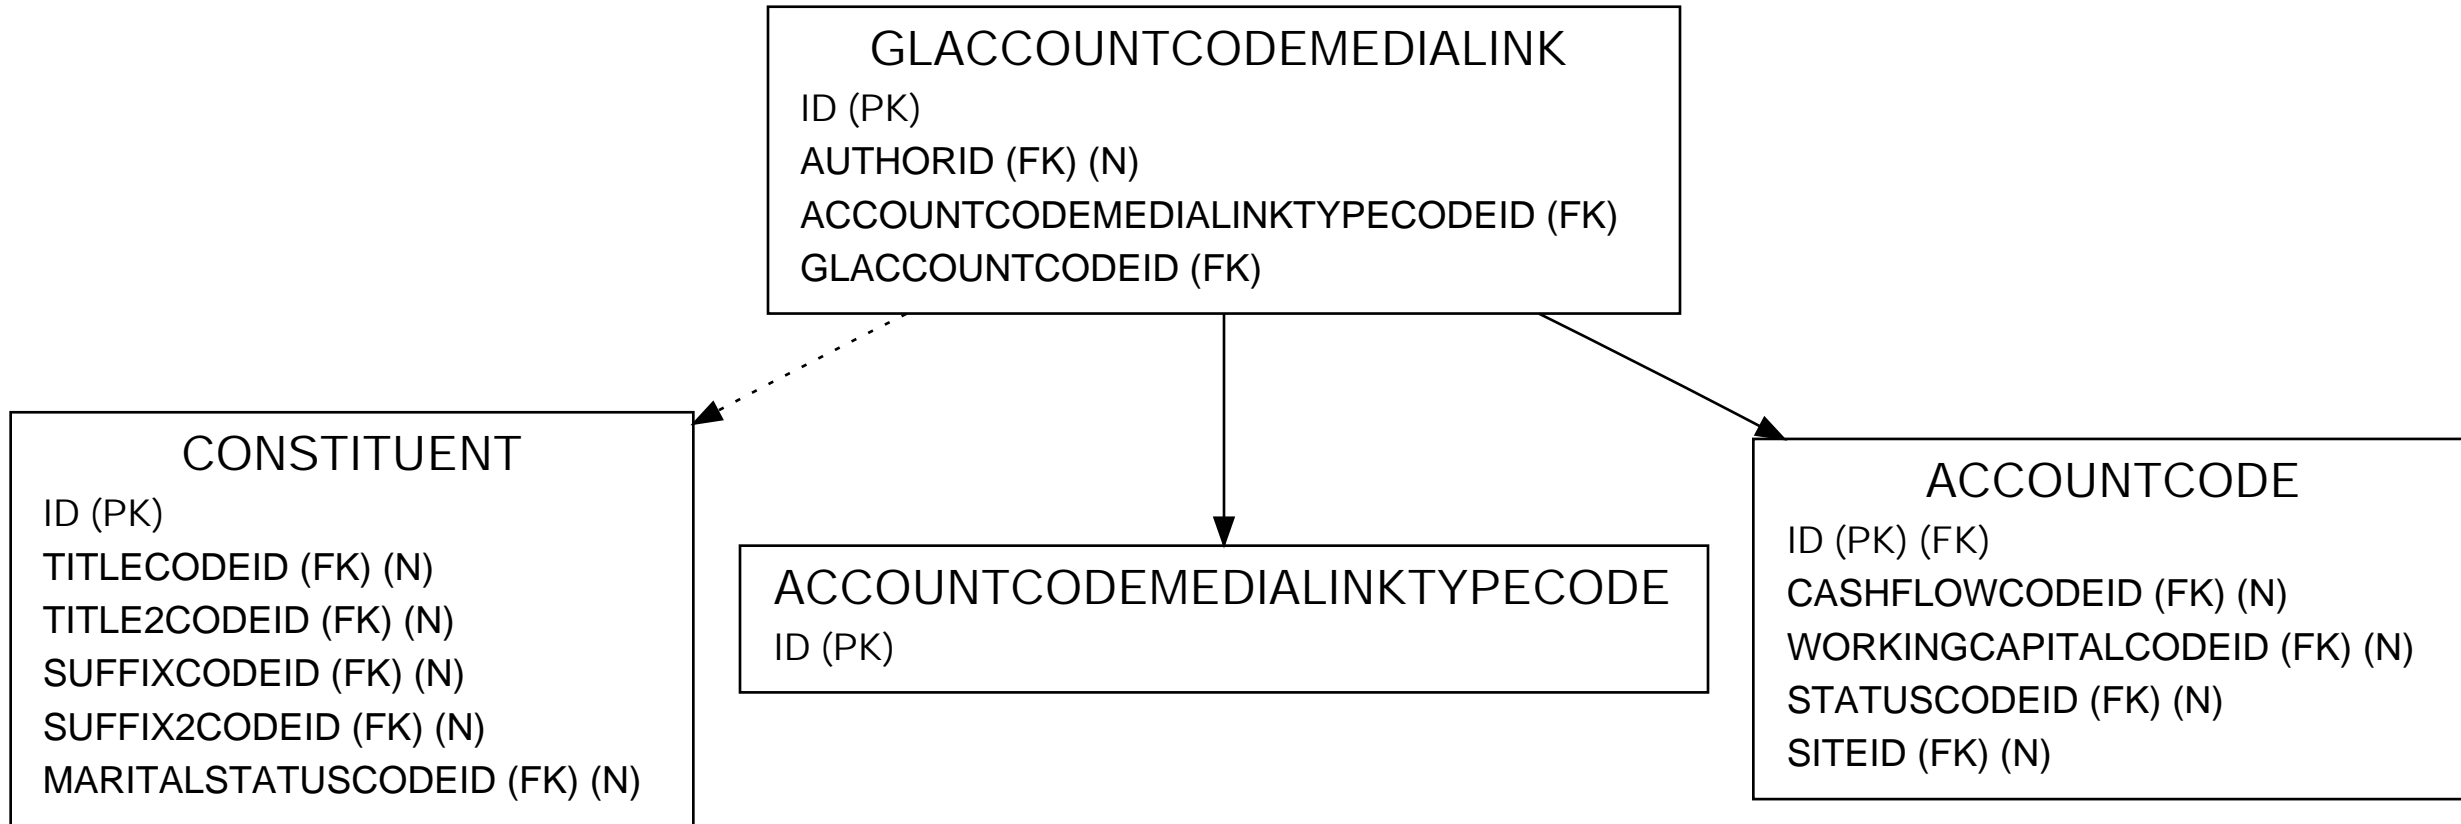 GLACCOUNTCODEMEDIALINK
ID (PK)
AUTHORID (FK) (N)
ACCOUNTCODEMEDIALINKTYPECODEID (FK)
GLACCOUNTCODEID (FK)
CONSTITUENT
ID (PK)
TITLECODEID (FK) (N)
TITLE2CODEID (FK) (N)
SUFFIXCODEID (FK) (N)
SUFFIX2CODEID (FK) (N)
MARITALSTATUSCODEID (FK) (N)
ACCOUNTCODEMEDIALINKTYPECODE
ID (PK)
ACCOUNTCODE
ID (PK) (FK)
CASHFLOWCODEID (FK) (N)
WORKINGCAPITALCODEID (FK) (N)
STATUSCODEID (FK) (N)
SITEID (FK) (N)